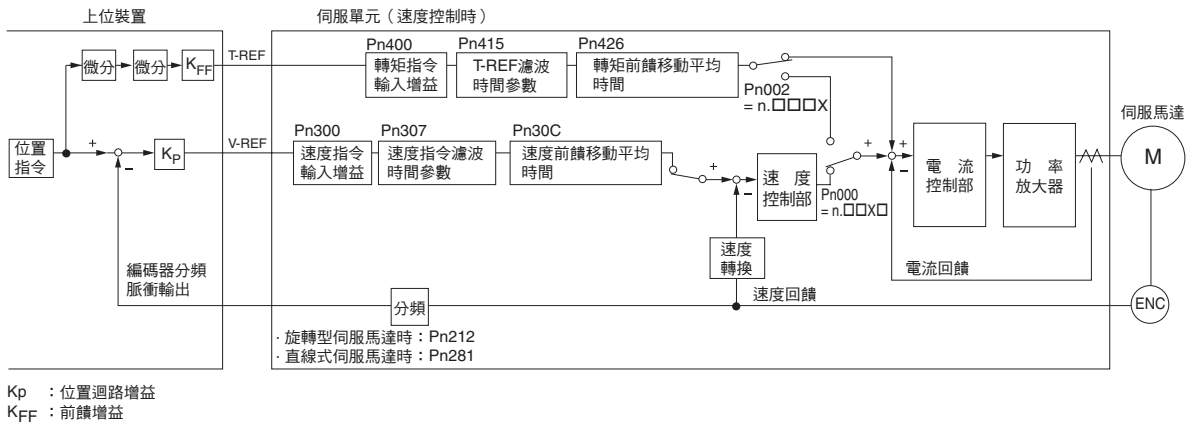 上位裝置
伺服單元（速度控制時）
Pn400
Pn415
Pn426
微分
微分
KFF
T-REF
轉矩指令
輸入增益
T-REF濾波
時間參數
轉矩前饋移動平均
時間
Pn002
= n.□□□X
伺服馬達
Pn300
Pn307
Pn30C
位置
指令
+
-
KP
V-REF
速度指令
輸入增益
速度指令濾波
時間參數
速度前饋移動平均
時間
+
-
速 度
控制部
Pn000
= n.□□X□
+
+
-
電 流
控制部
功 率
放大器
M
速度
轉換
編碼器分頻
脈衝輸出
電流回饋
分頻
速度回饋
ENC
· 旋轉型伺服馬達時：Pn212
· 直線式伺服馬達時：Pn281
Kp ：位置迴路增益
KFF ：前饋增益